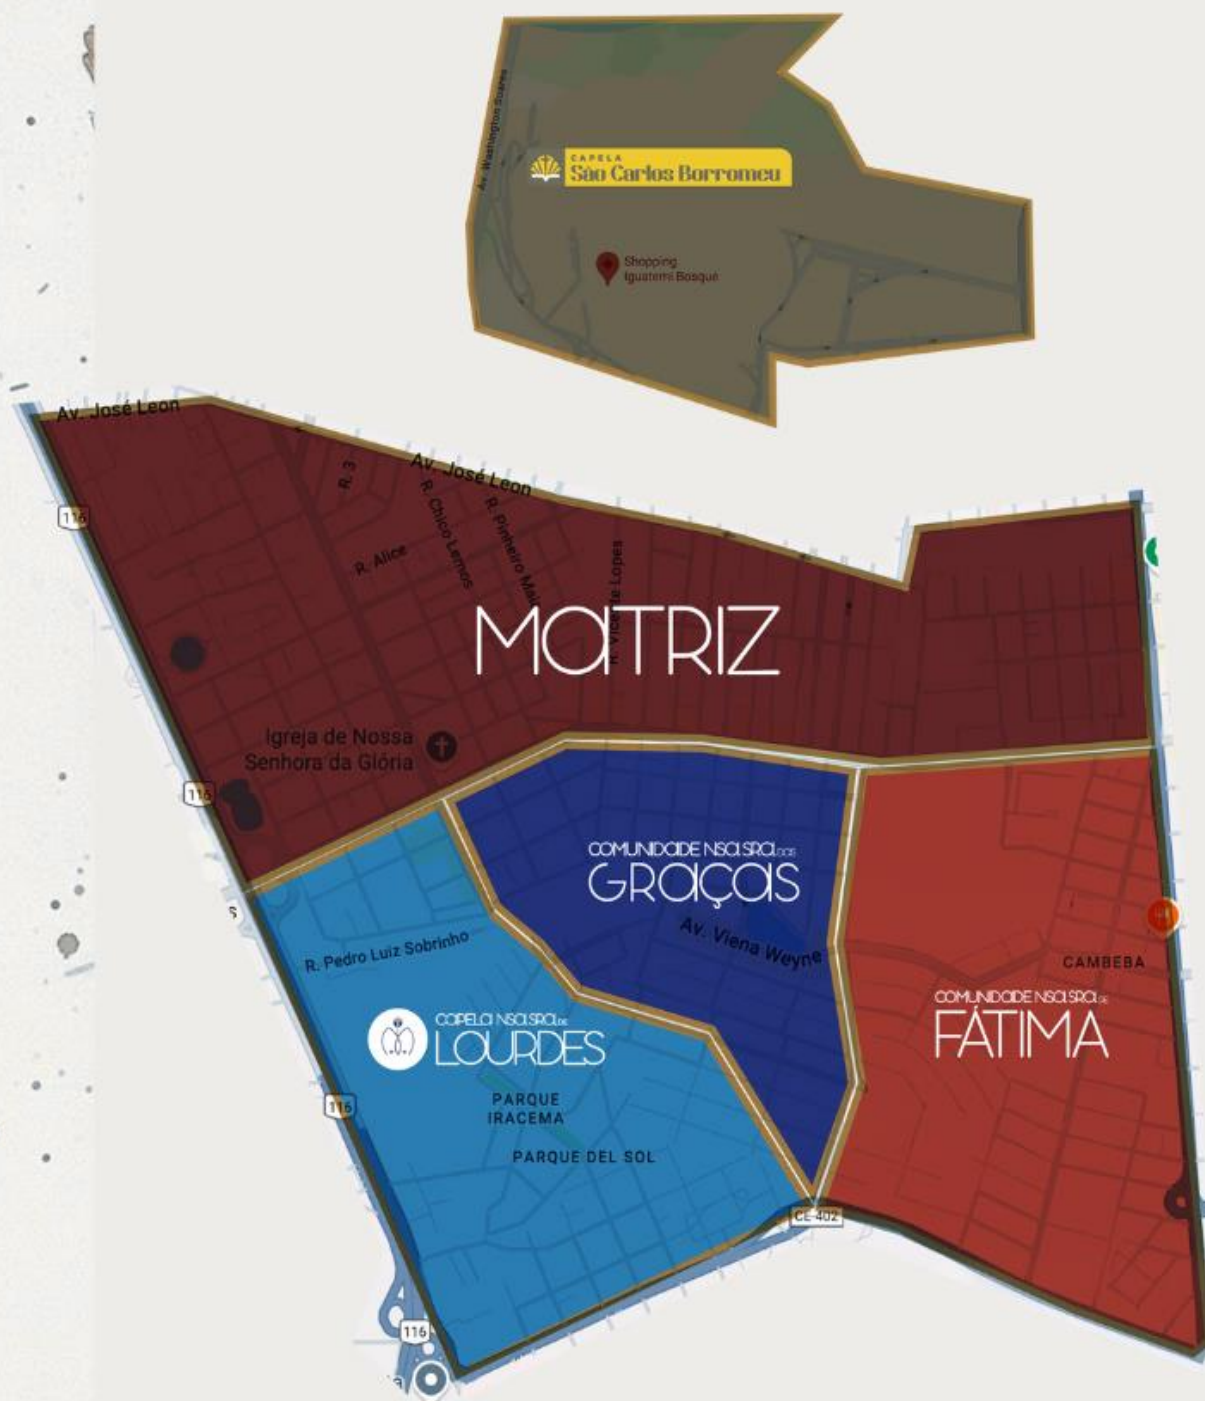 Av. Washington Soares
CAPELA
São Carlos Borromeu
Shopping
Iguatemi Bosque
Av. José Leon
Av. José Leon
R. 3
R. Chico Lemos
R. Pinheiro Mai
R. Alice
116
MATRIZ
Igreja de Nossa
Senhora da Glória
116
COMUNIDADE NSA.SRA.DAS
GRAÇAS
Av. Viena Weyne
s
R. Pedro Luiz Sobrinho
CAMBEBA
COMUNIDADE NSA.SRA.DE
FÁTIMA
CAPELA NSA.SRA.DE
LOURDES
PARQUE
IRACEMA
116
PARQUE DEL SOL
CE-402
116
a